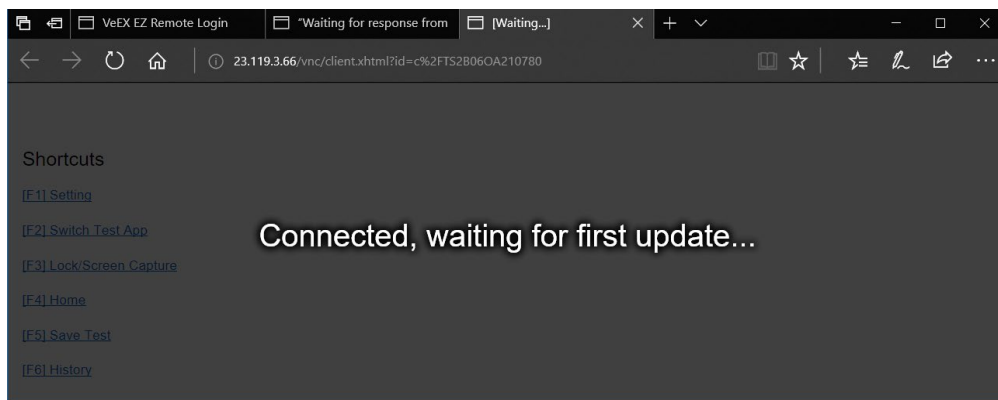 VeEX EZ Remote Login
"Waiting for response from
[Waiting...]
23.119.3.66/vnc/client.xhtml?id=c%2FTS2B06OA210780
Shortcuts
[F1] Setting
[F2] Switch Test App
Connected, waiting for first update...
[F3] Lock/Screen Capture
[F4] Home
[F5] Save Test
[F6] History